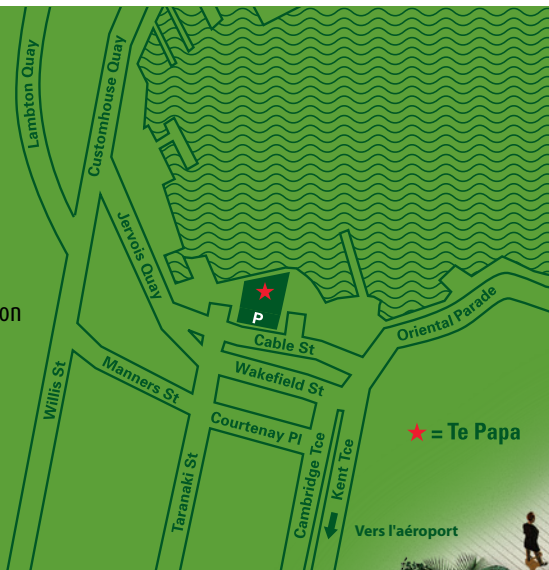 Lambton Quay
Customhouse Quay
Jervois Quay
on
P
Cable St
Oriental Parade
Wakefield St
Manners St
Willis St
Courtenay Pl
★ = Te Papa
Taranaki St
Cambridge Tce
Kent Tce
Vers l'aéroport